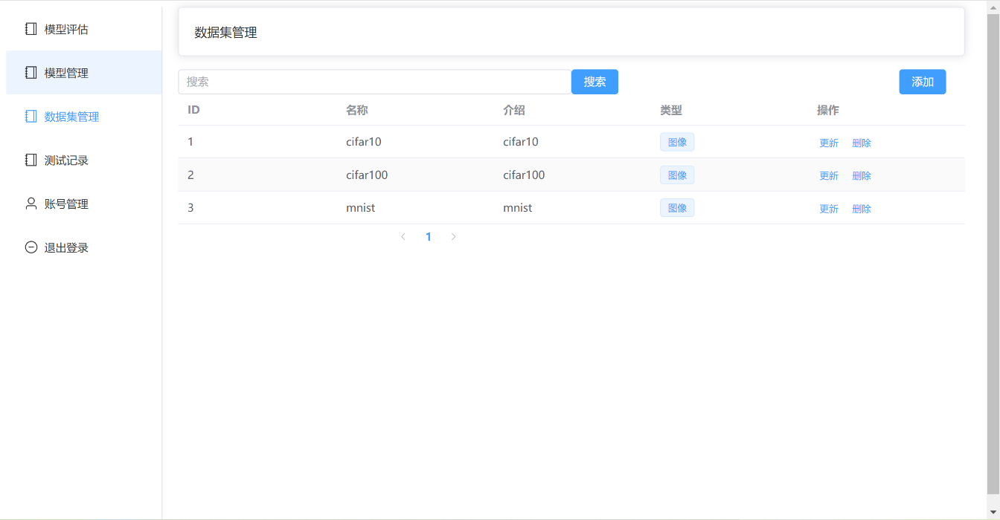 模型评估
模型管理
数据集管理
测试记录
账号管理
退出登录
数据集管理
搜索 搜索 添加
ID 名称 介绍 类型 操作
1 cifar10 cifar10 图像 更新 删除
2 cifar100 cifar100 图像 更新 删除
3 mnist mnist 图像 更新 删除
1